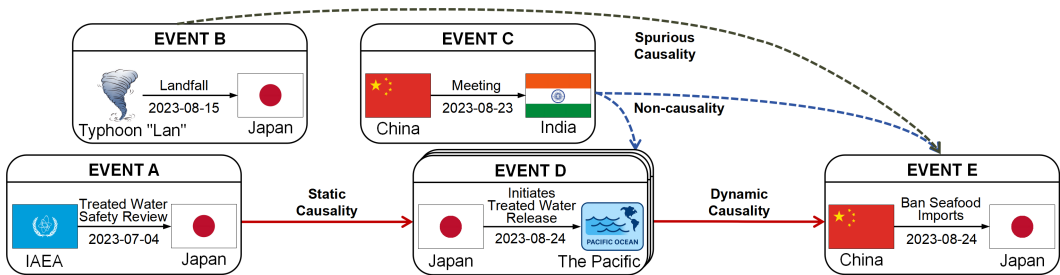 EVENT B
Landfall
2023-08-15
Typhoon "Lan"
Japan
EVENT C
Meeting
2023-08-23
China
India
Spurious
Causality
Non-causality
EVENT A
Treated Water
Safety Review
2023-07-04
IAEA
Japan
Static
Causality
EVENT D
Initiates
Treated Water
Release
2023-08-24
PACIFIC OCEAN
Japan
The Pacific
Dynamic
Causality
EVENT E
Ban Seafood
Imports
2023-08-24
China
Japan